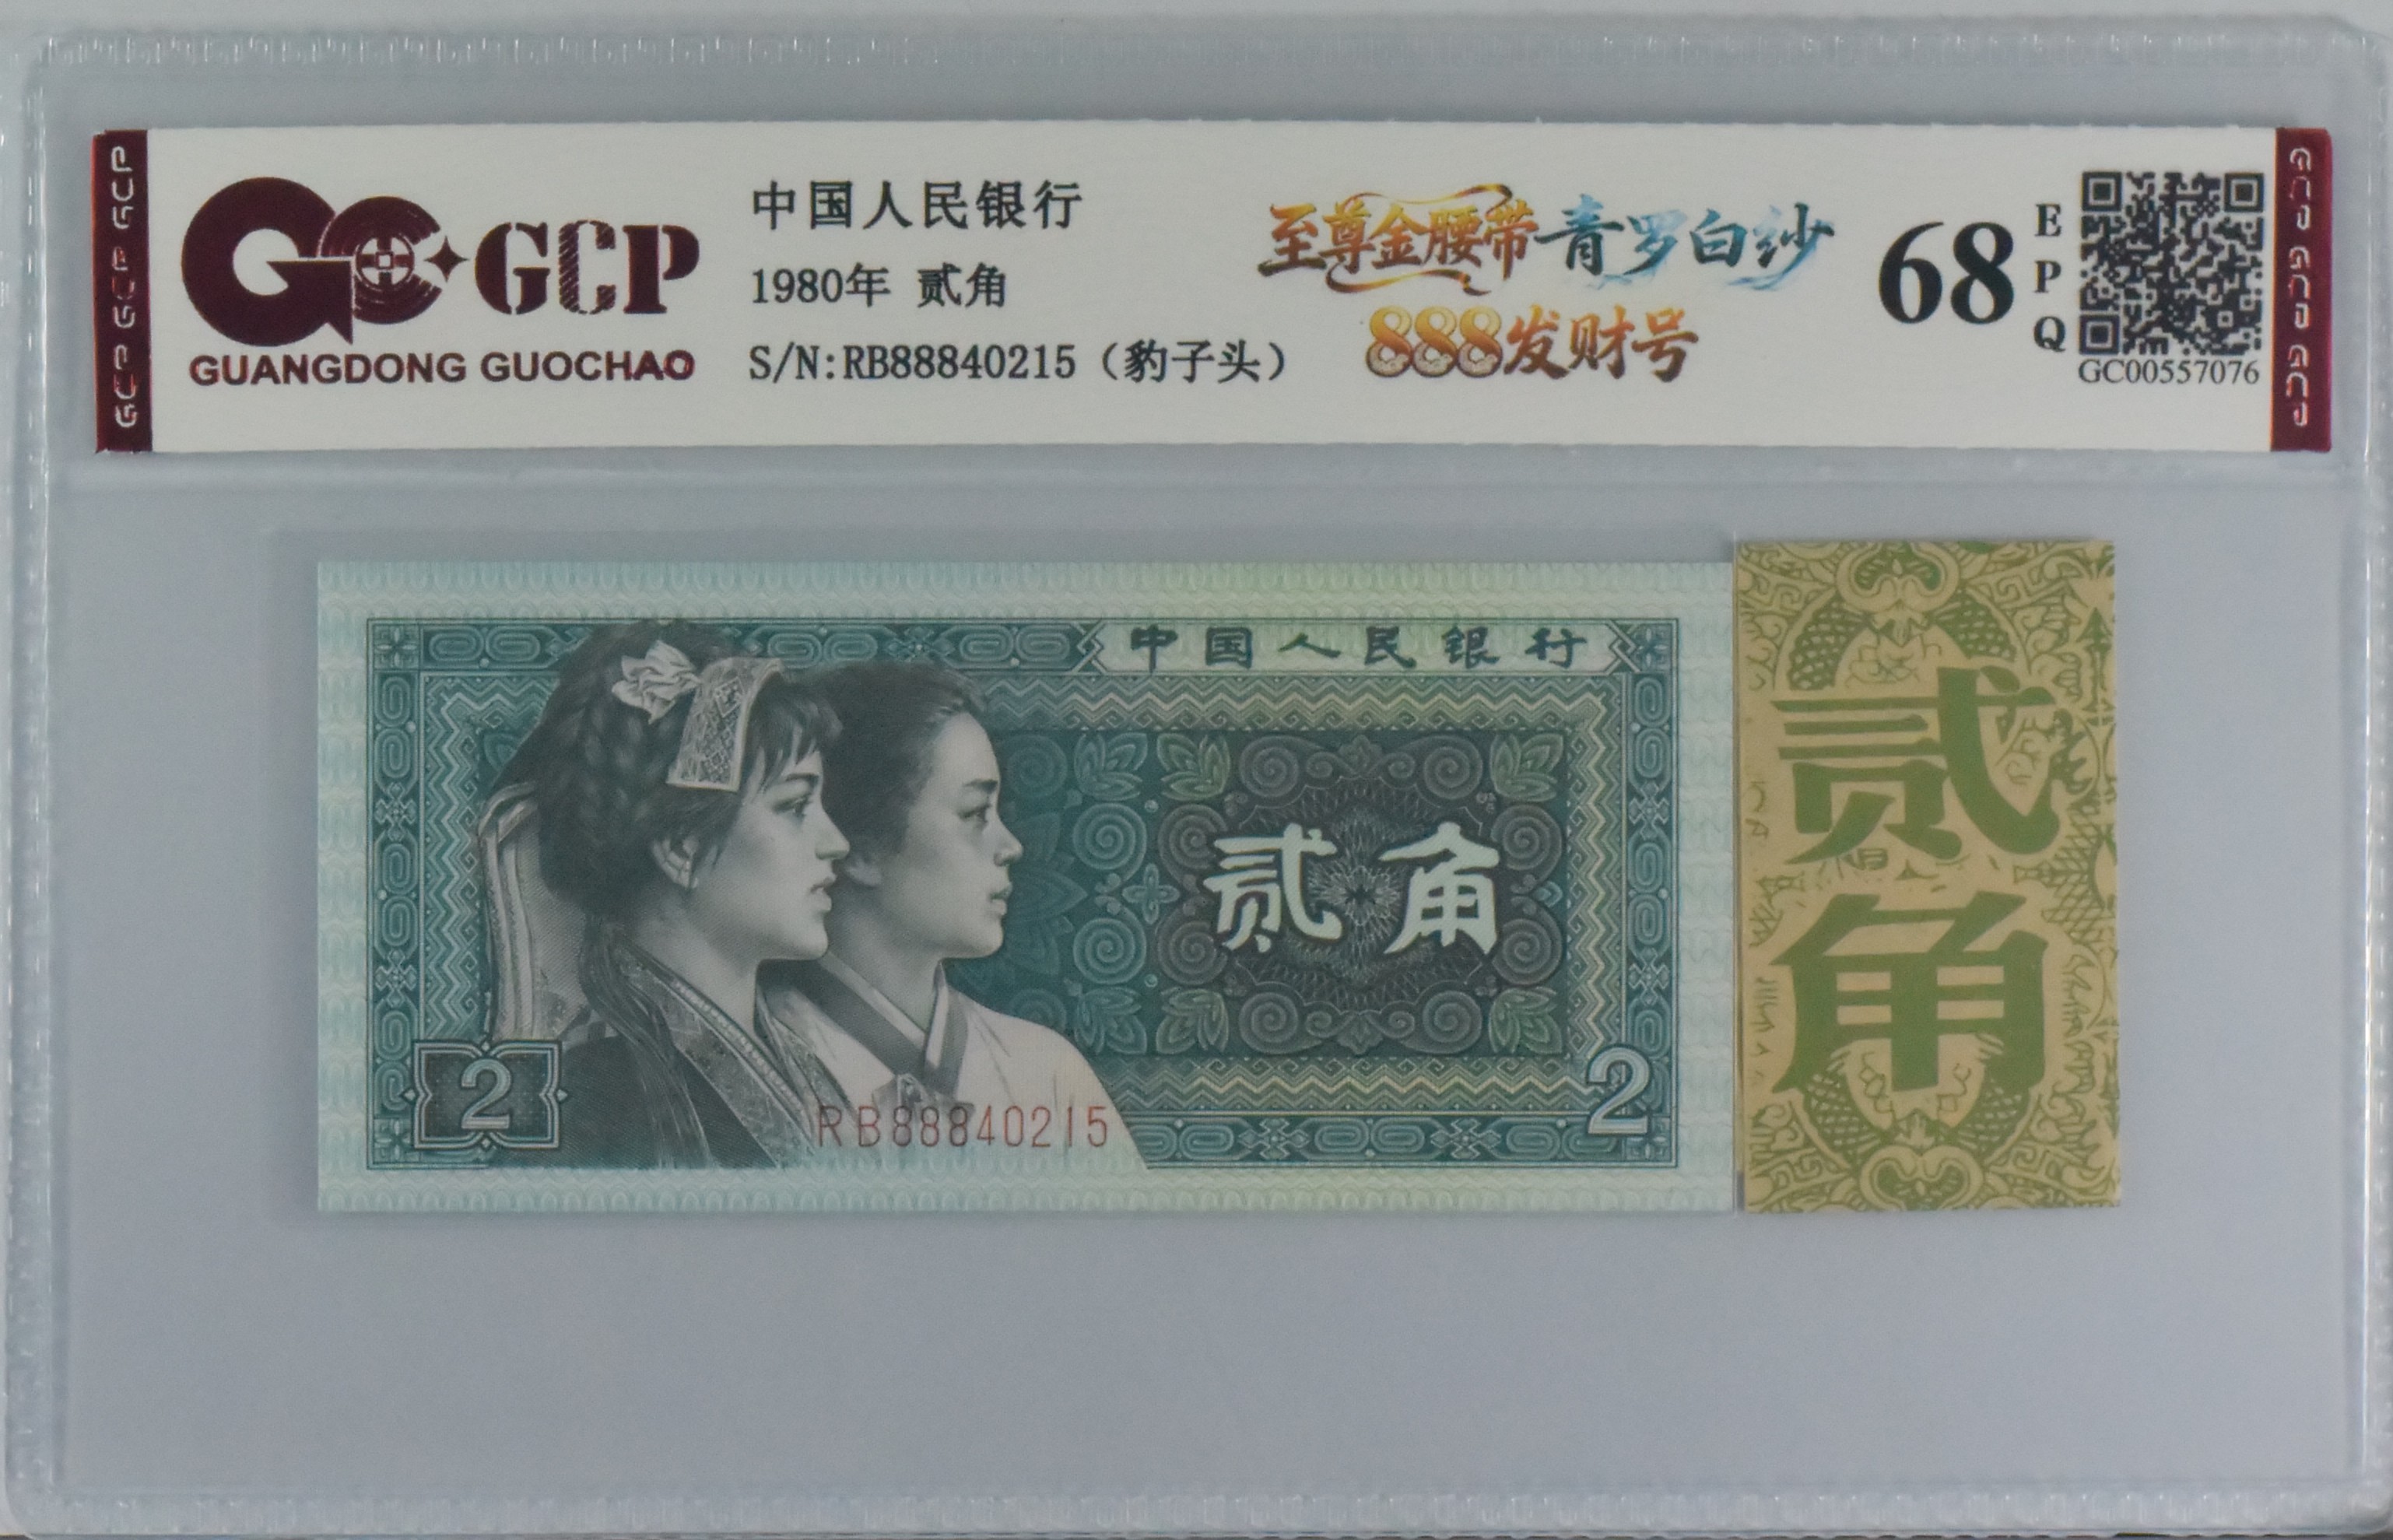 GCP
GUANGDONG GUOCHAO
中国人民银行
1980年 贰角
S/N:RB88840215（豹子头）
至尊金腰带青罗白纱
888发财号
68
EPQ
GC00557076
中国人民银行
贰角
2
RB88840215
2
贰角